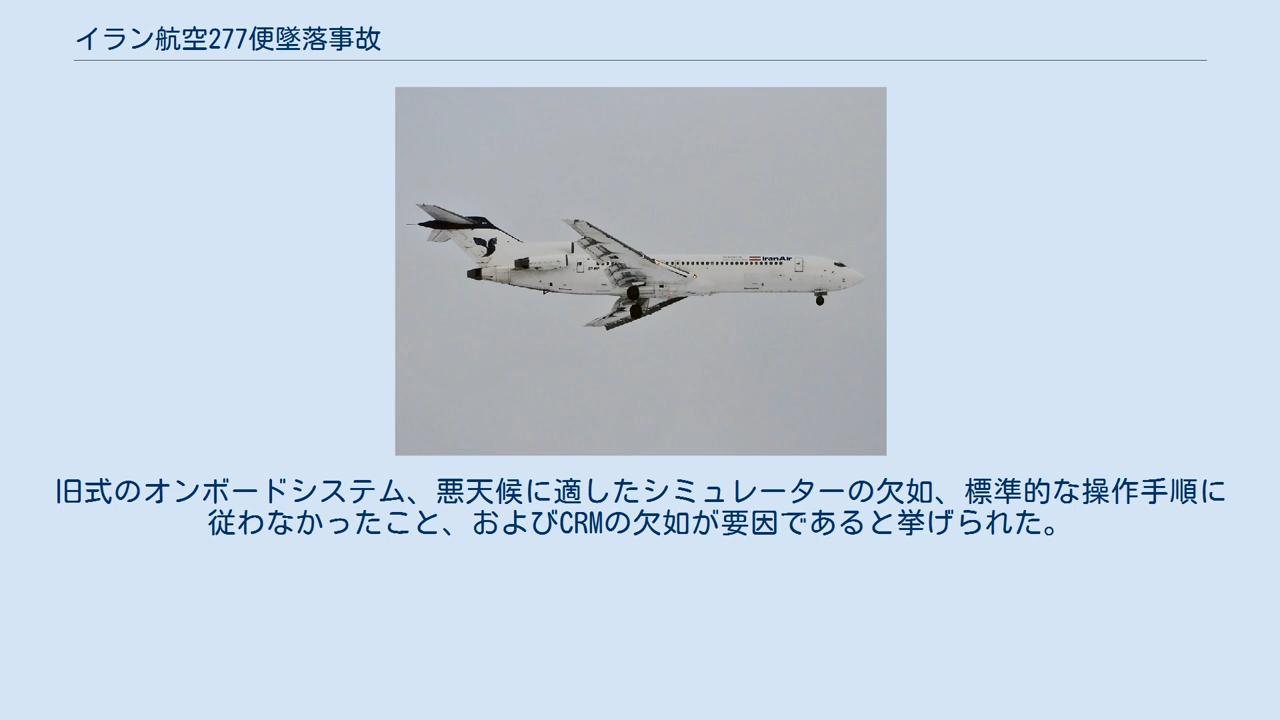 イラン航空277便墜落事故
IranAir
旧式のオンボードシステム、悪天候に適したシミュレーターの欠如、標準的な操作手順に
従わなかったこと、およびCRMの欠如が要因であると挙げられた。